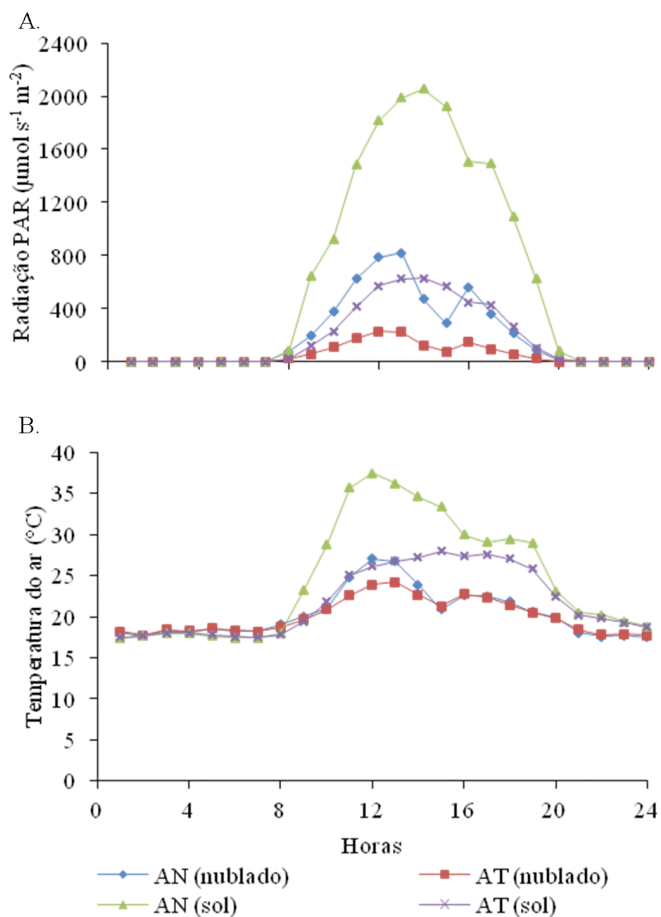 A.
Radiação PAR (µmol s-1 m-2)
2400
2000
1600
1200
800
400
0
B.
Temperatura do ar (°C)
40
35
30
25
20
15
10
5
0
0 4 8 12 16 20 24
Horas
AN (nublado) AT (nublado)
AN (sol) AT (sol)